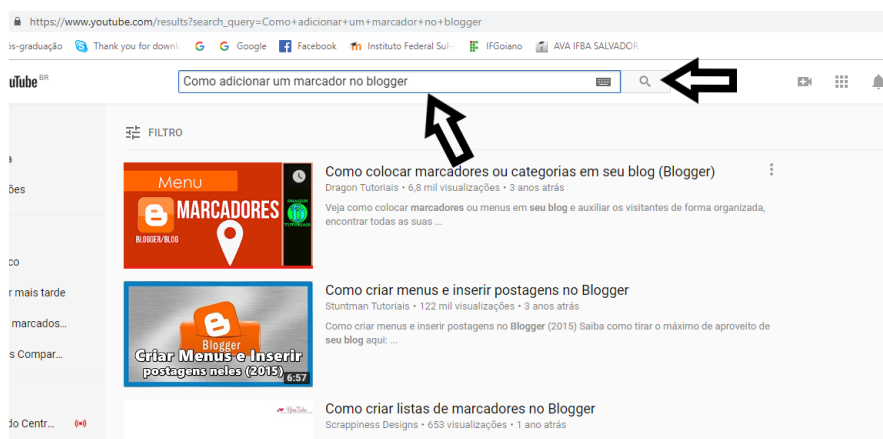 https://www.youtube.com/results?search_query=Como+adicionar+um+marcador+no+blogger
ós-graduação Thank you for downl G G Google Facebook Instituto Federal Sul- IFGoiano AVA IFBA SALVADOR
uTube BR
Como adicionar um marcador no blogger
FILTRO
Menu
MARCADORES
BLOGGER/BLOG
DRAGON
TUTORIAIS
Como colocar marcadores ou categorias em seu blog (Blogger)
Dragon Tutoriais • 6,8 mil visualizações • 3 anos atrás
Veja como colocar marcadores ou menus em seu blog e auxiliar os visitantes de forma organizada,
encontrar todas as suas ...
ões
co
r mais tarde
marcados...
s Compar...
do Centr...
Blogger
Criar Menus e Inserir
postagens neles (2015)
6:57
Como criar menus e inserir postagens no Blogger
Stuntman Tutoriais • 122 mil visualizações • 3 anos atrás
Como criar menus e inserir postagens no Blogger (2015) Saiba como tirar o máximo de aproveito de
seu blog aqui: ...
Como criar listas de marcadores no Blogger
Scrappiness Designs • 653 visualizações • 1 ano atrás